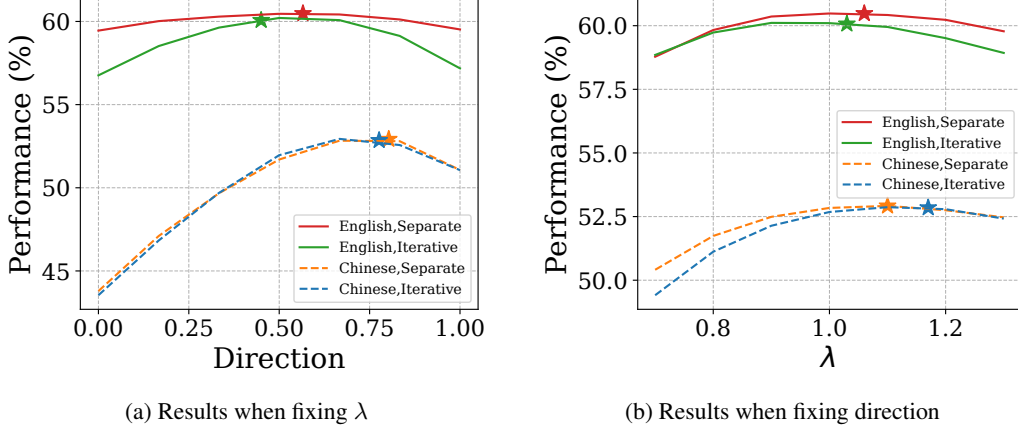 60
55
50
45
Performance (%)
0.00 0.25 0.50 0.75 1.00
Direction
English,Separate
English,Iterative
Chinese,Separate
Chinese,Iterative
(a) Results when fixing λ
60.0
57.5
55.0
52.5
50.0
Performance (%)
0.8 1.0 1.2
λ
English,Separate
English,Iterative
Chinese,Separate
Chinese,Iterative
(b) Results when fixing direction